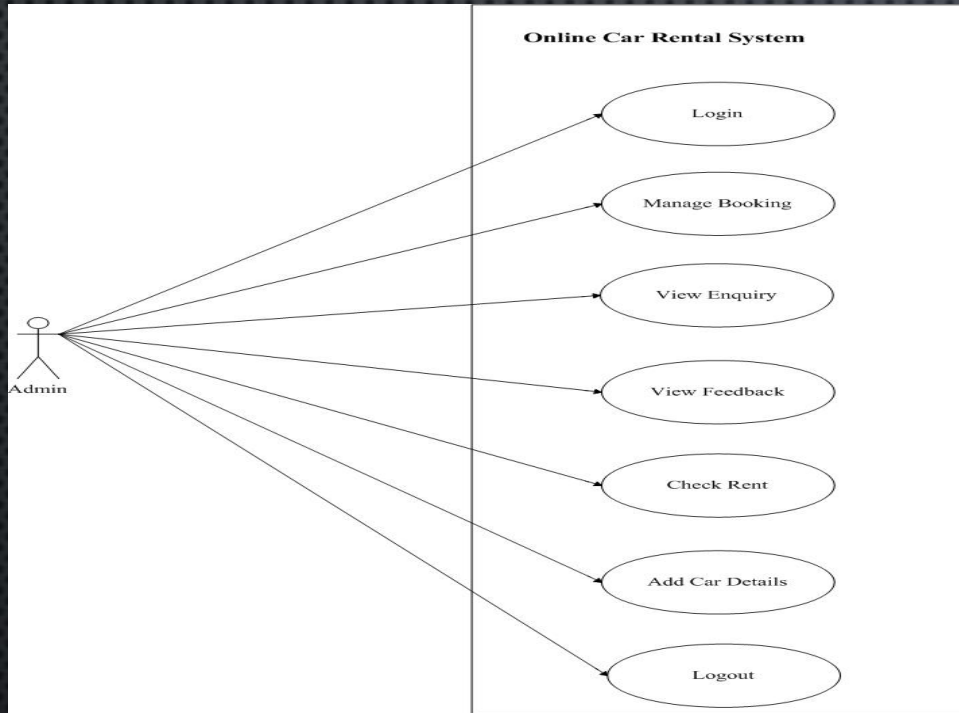 Online Car Rental System
Login
Manage Booking
View Enquiry
Admin
View Feedback
Check Rent
Add Car Details
Logout